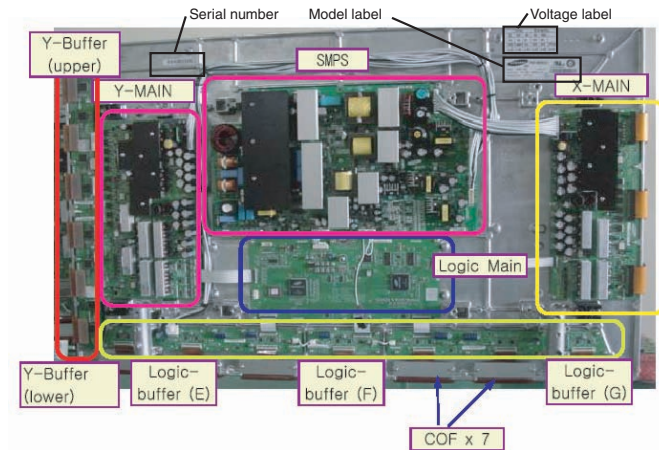 Serial number
Model label
Voltage label
Y-Buffer
(upper)
SMPS
Y-MAIN
X-MAIN
Logic Main
Y-Buffer
(lower)
Logic-
buffer (E)
Logic-
buffer (F)
Logic-
buffer (G)
COF x 7